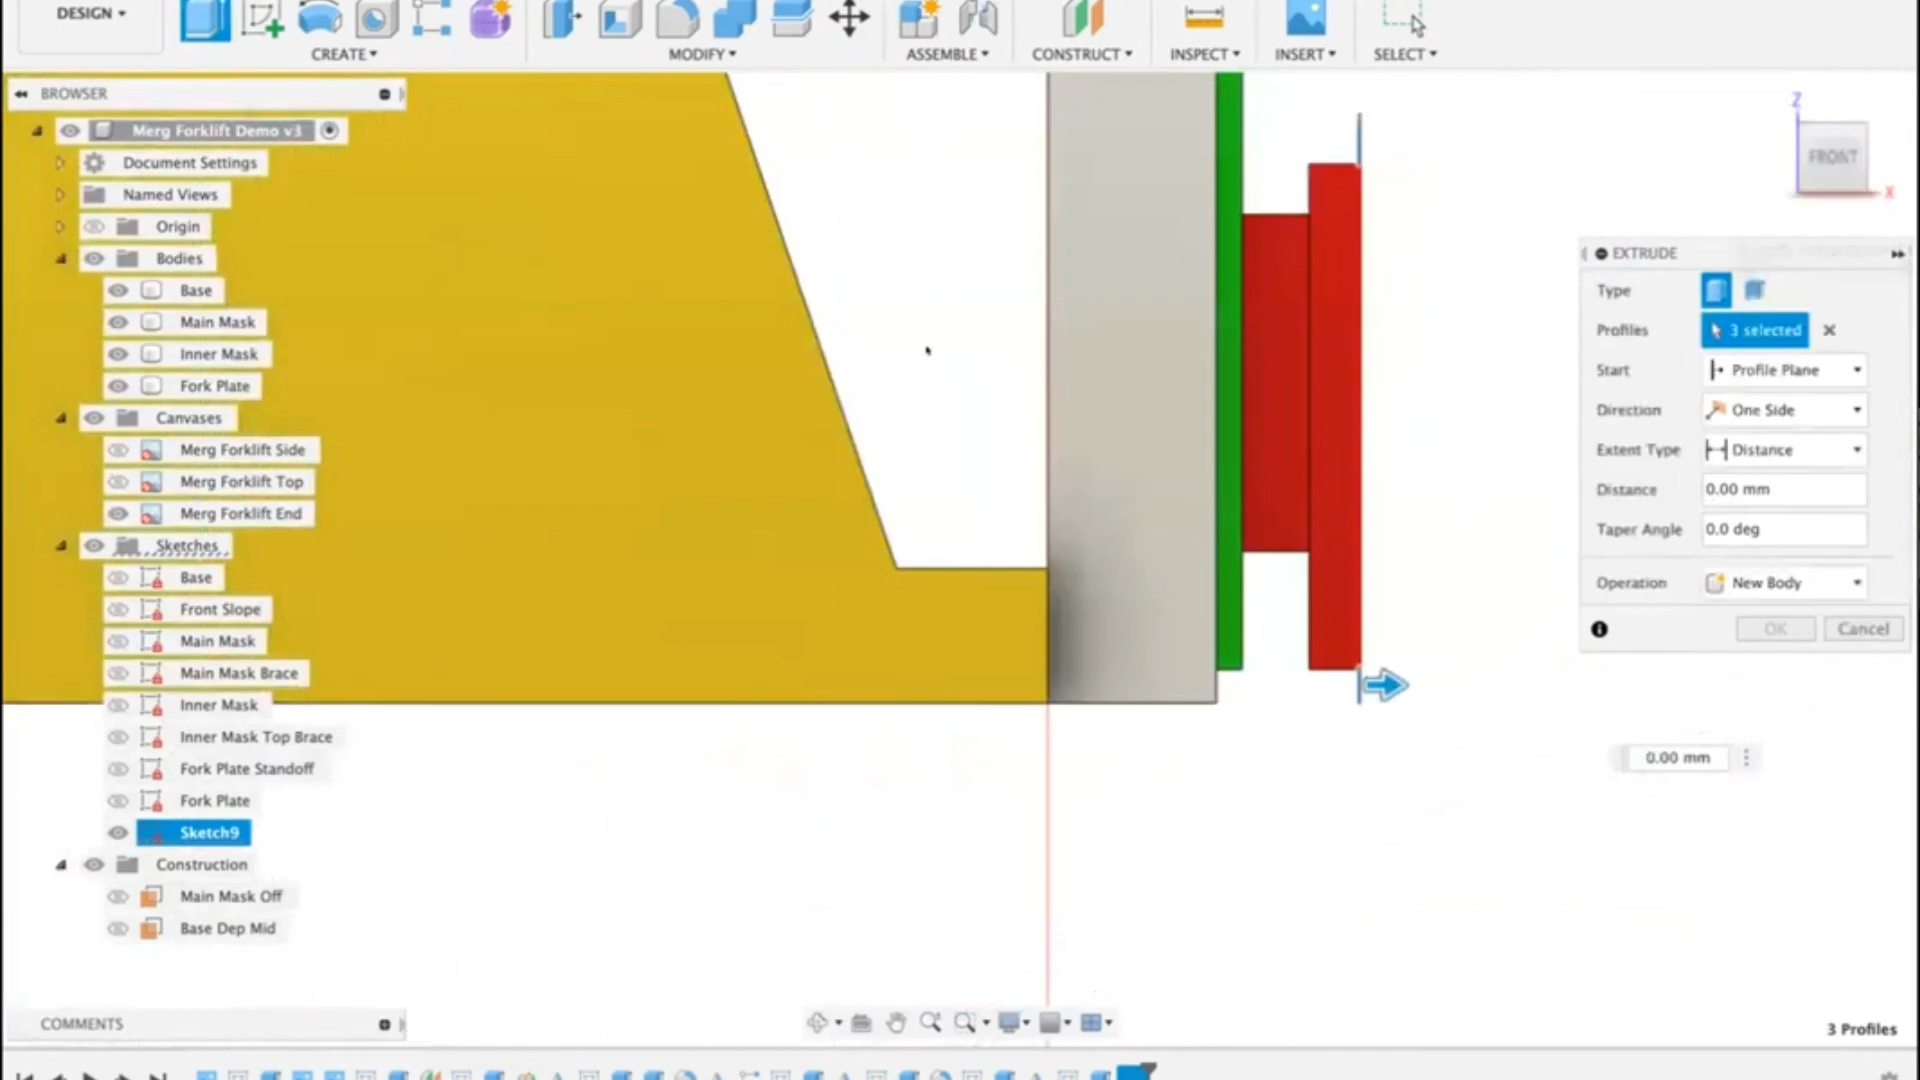 DESIGN
CREATE
MODIFY
ASSEMBLE
CONSTRUCT
INSPECT
INSERT
SELECT
BROWSER
Merg Forklift Demo v3
Document Settings
Named Views
Origin
Bodies
Base
Main Mask
Inner Mask
Fork Plate
Canvases
Merg Forklift Side
Merg Forklift Top
Merg Forklift End
Sketches
Base
Front Slope
Main Mask
Main Mask Brace
Inner Mask
Inner Mask Top Brace
Fork Plate Standoff
Fork Plate
Sketch9
Construction
Main Mask Off
Base Dep Mid
COMMENTS
Z
FRONT
X
EXTRUDE
Type
Profiles 3 selected
Start Profile Plane
Direction One Side
Extent Type Distance
Distance 0.00 mm
Taper Angle 0.0 deg
Operation New Body
OK Cancel
0.00 mm
3 Profiles